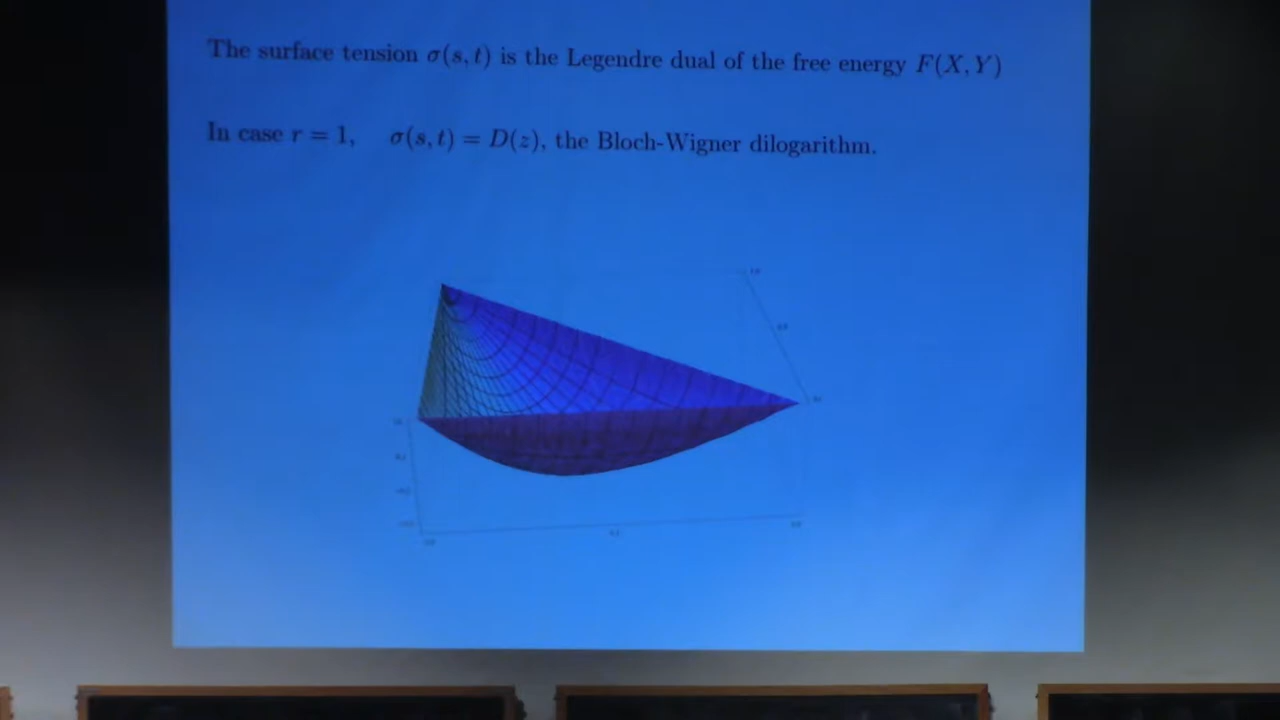 The surface tension σ(s, t) is the Legendre dual of the free energy F(X, Y)
In case r = 1, σ(s, t) = D(z), the Bloch-Wigner dilogarithm.